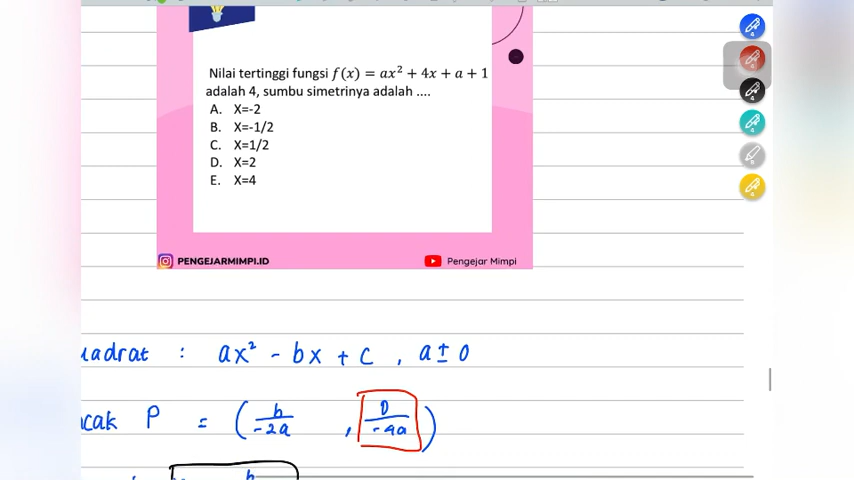 Nilai tertinggi fungsi f(x) = ax² + 4x + a + 1
adalah 4, sumbu simetrinya adalah ....
A. X=-2
B. X=-1/2
C. X=1/2
D. X=2
E. X=4
PENGEJARMIMPI.ID
Pengejar Mimpi
uadrat : ax² - bx + c , a ± 0
cak P = ( b/-2a , D/-4a )
b